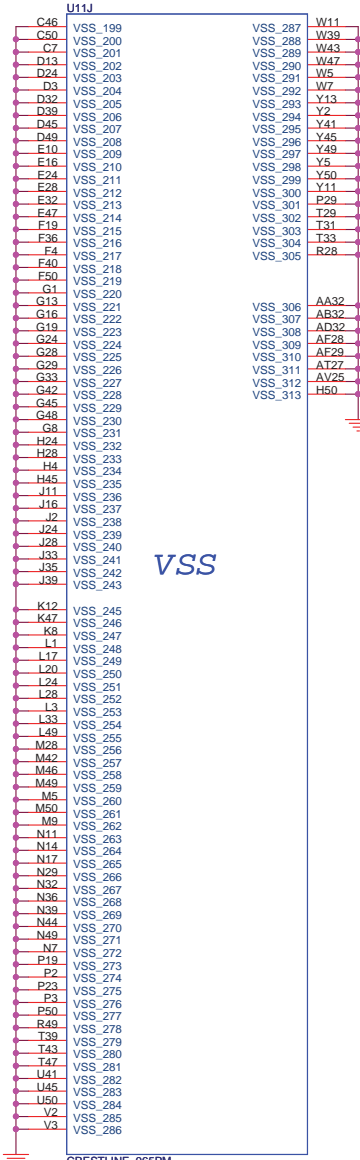 U11J
C46 VSS_199 VSS_287 W11
C50 VSS_200 VSS_288 W39
C7 VSS_201 VSS_289 W43
D13 VSS_202 VSS_290 W47
D24 VSS_203 VSS_291 W5
D3 VSS_204 VSS_292 W7
D32 VSS_205 VSS_293 Y13
D39 VSS_206 VSS_294 Y2
D45 VSS_207 VSS_295 Y41
D49 VSS_208 VSS_296 Y45
E10 VSS_209 VSS_297 Y49
E16 VSS_210 VSS_298 Y5
E24 VSS_211 VSS_299 Y50
E28 VSS_212 VSS_300 Y11
E32 VSS_213 VSS_301 P29
E47 VSS_214 VSS_302 T29
F19 VSS_215 VSS_303 T31
F36 VSS_216 VSS_304 T33
F4 VSS_217 VSS_305 R28
F40 VSS_218
F50 VSS_219
G1 VSS_220
G13 VSS_221 VSS_306 AA32
G16 VSS_222 VSS_307 AB32
G19 VSS_223 VSS_308 AD32
G24 VSS_224 VSS_309 AF28
G28 VSS_225 VSS_310 AF29
G29 VSS_226 VSS_311 AT27
G33 VSS_227 VSS_312 AV25
G42 VSS_228 VSS_313 H50
G45 VSS_229
G48 VSS_230
G8 VSS_231
H24 VSS_232
H28 VSS_233
H4 VSS_234
H45 VSS_235
J11 VSS_236
J16 VSS_237
J2 VSS_238
J24 VSS_239
J28 VSS_240
J33 VSS_241
J35 VSS_242
J39 VSS_243
VSS
K12 VSS_245
K47 VSS_246
K8 VSS_247
L1 VSS_248
L17 VSS_249
L20 VSS_250
L24 VSS_251
L28 VSS_252
L3 VSS_253
L33 VSS_254
L49 VSS_255
M28 VSS_256
M42 VSS_257
M46 VSS_258
M49 VSS_259
M5 VSS_260
M50 VSS_261
M9 VSS_262
N11 VSS_263
N14 VSS_264
N17 VSS_265
N29 VSS_266
N32 VSS_267
N36 VSS_268
N39 VSS_269
N44 VSS_270
N49 VSS_271
N7 VSS_272
P19 VSS_273
P2 VSS_274
P23 VSS_275
P3 VSS_276
P50 VSS_277
R49 VSS_278
T39 VSS_279
T43 VSS_280
T47 VSS_281
U41 VSS_282
U45 VSS_283
U50 VSS_284
V2 VSS_285
V3 VSS_286
CRESTLINE_965PM